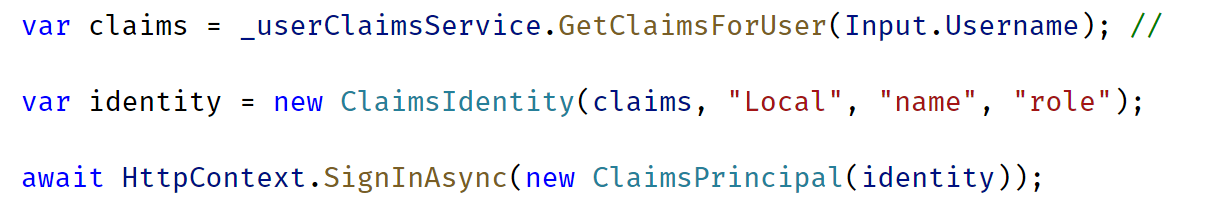 var claims = _userClaimsService.GetClaimsForUser(Input.Username); //
var identity = new ClaimsIdentity(claims, "Local", "name", "role");
await HttpContext.SignInAsync(new ClaimsPrincipal(identity));